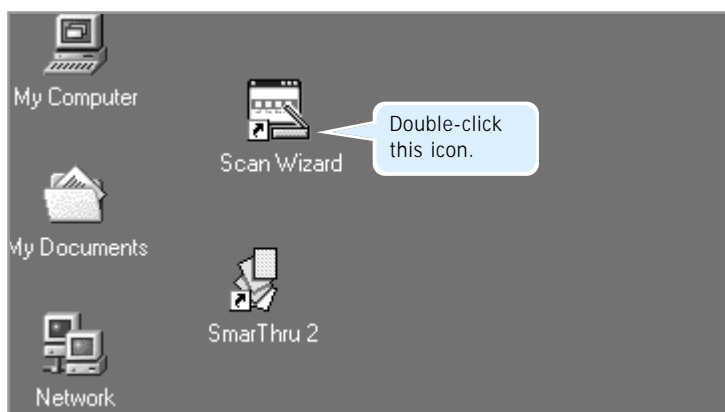 My Computer
Scan Wizard
Double-click
this icon.
My Documents
SmarThru 2
Network